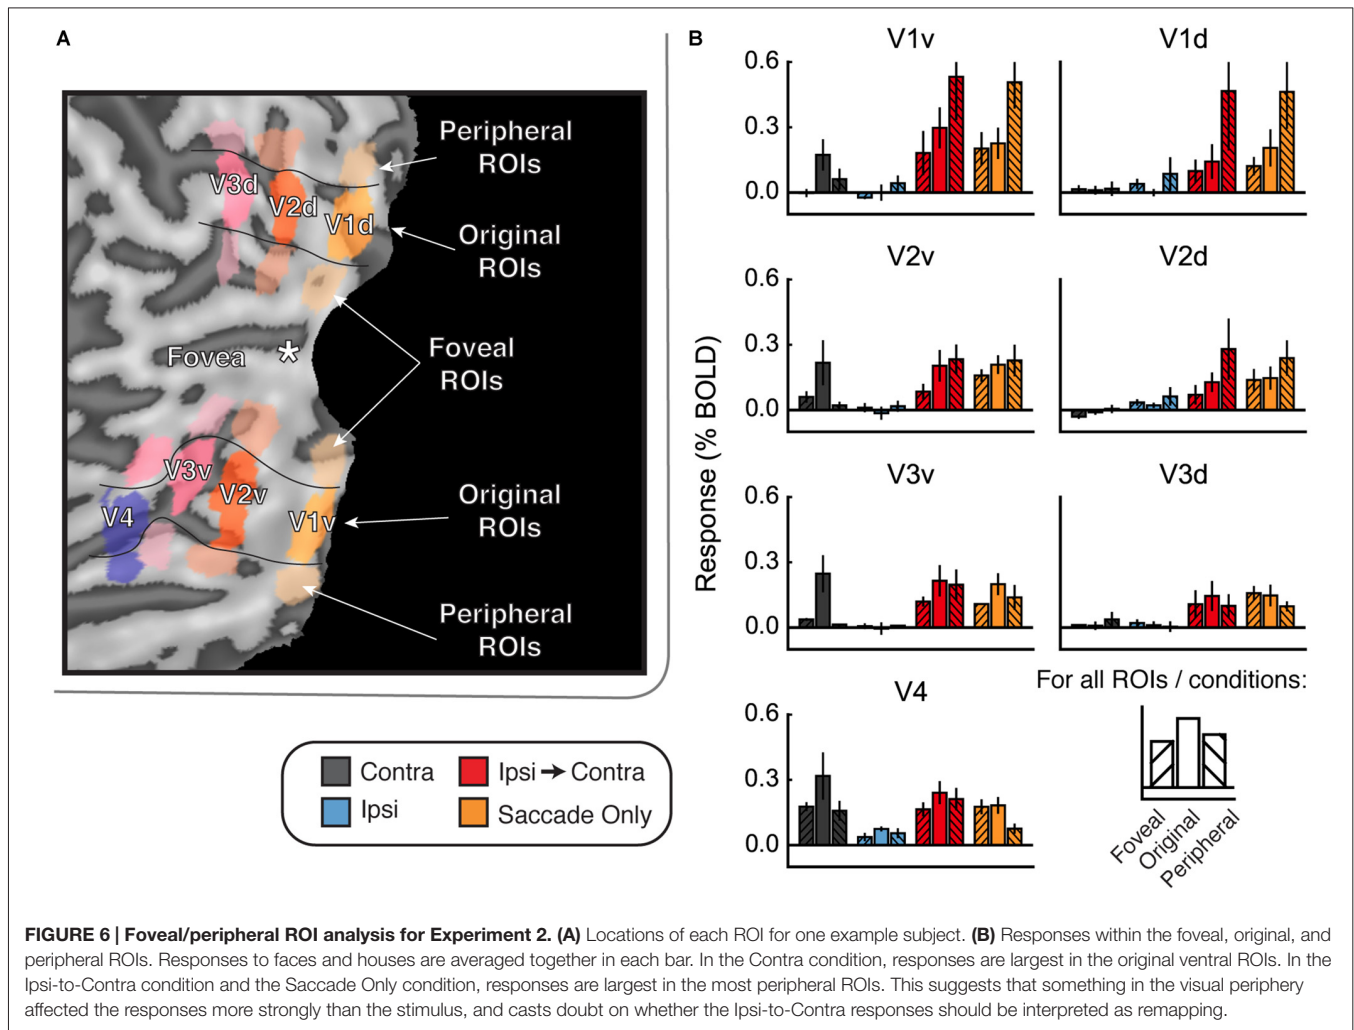 A
Peripheral
ROIs
V3d
V2d
V1d
Original
ROIs
Fovea
*
Foveal
ROIs
V3v
V2v
V4
V1v
Original
ROIs
Peripheral
ROIs
Contra
Ipsi → Contra
Ipsi
Saccade Only
B
V1v
V1d
0.6
0.3
0.0
V2v
V2d
0.6
0.3
0.0
Response (% BOLD)
V3v
V3d
0.6
0.3
0.0
V4
0.6
0.3
0.0
For all ROIs / conditions:
Foveal
Original
Peripheral
FIGURE 6 | Foveal/peripheral ROI analysis for Experiment 2. (A) Locations of each ROI for one example subject. (B) Responses within the foveal, original, and
peripheral ROIs. Responses to faces and houses are averaged together in each bar. In the Contra condition, responses are largest in the original ventral ROIs. In the
Ipsi-to-Contra condition and the Saccade Only condition, responses are largest in the most peripheral ROIs. This suggests that something in the visual periphery
affected the responses more strongly than the stimulus, and casts doubt on whether the Ipsi-to-Contra responses should be interpreted as remapping.